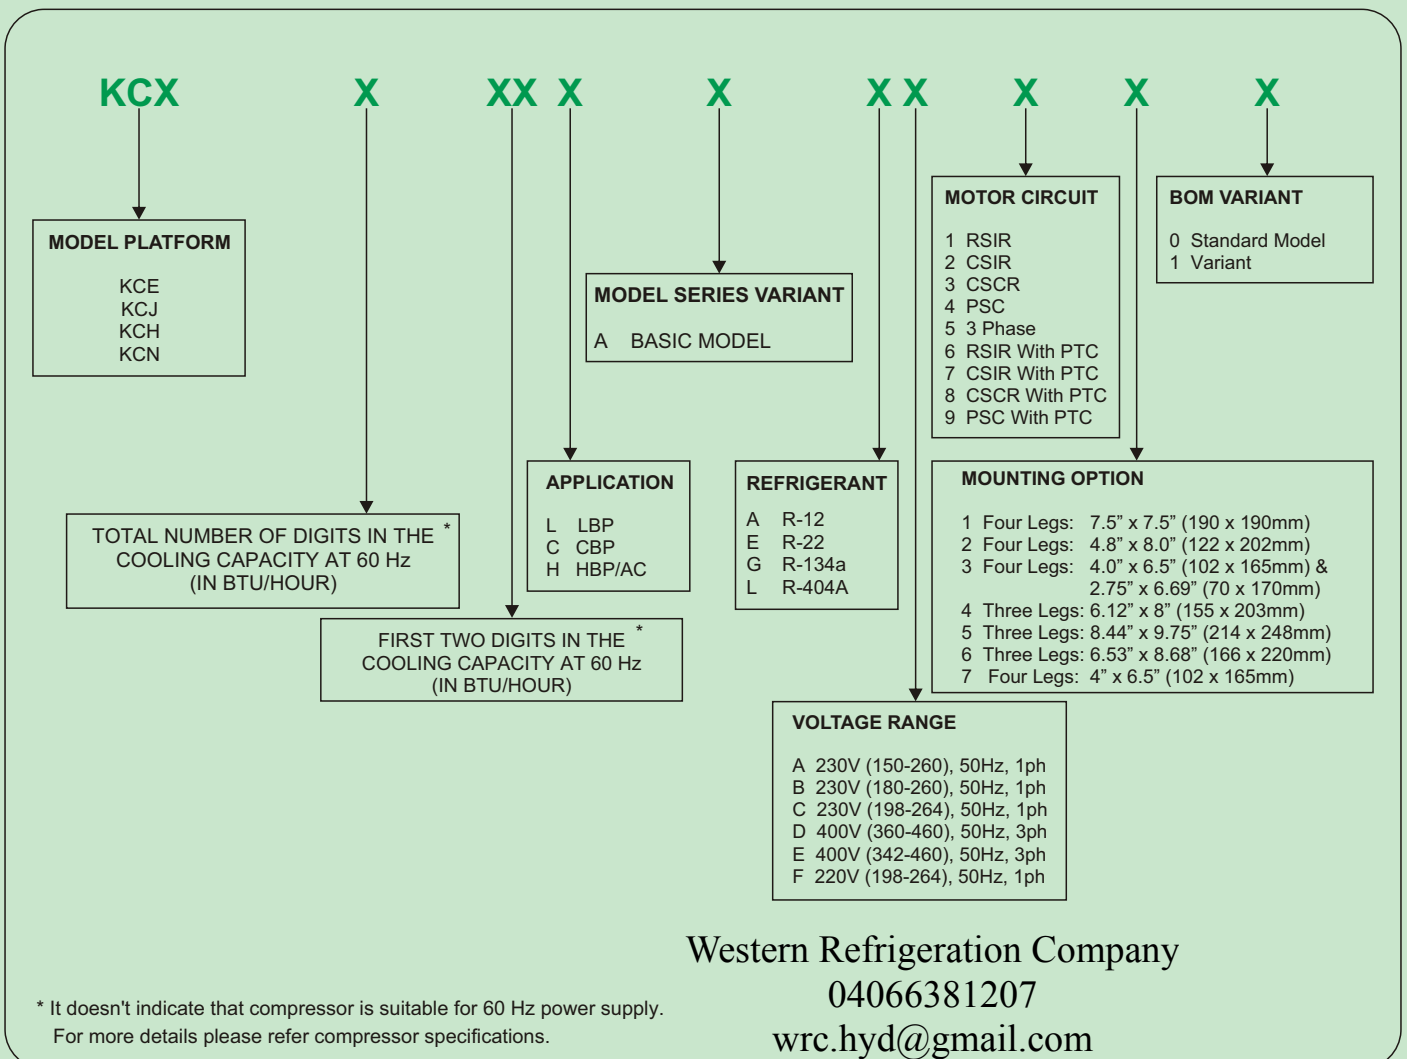 KCX X XX X X X X X X X
MODEL PLATFORM
KCE
KCJ
KCH
KCN
TOTAL NUMBER OF DIGITS IN THE *
COOLING CAPACITY AT 60 Hz
(IN BTU/HOUR)
FIRST TWO DIGITS IN THE *
COOLING CAPACITY AT 60 Hz
(IN BTU/HOUR)
APPLICATION
L LBP
C CBP
H HBP/AC
MODEL SERIES VARIANT
A BASIC MODEL
REFRIGERANT
A R-12
E R-22
G R-134a
L R-404A
VOLTAGE RANGE
A 230V (150-260), 50Hz, 1ph
B 230V (180-260), 50Hz, 1ph
C 230V (198-264), 50Hz, 1ph
D 400V (360-460), 50Hz, 3ph
E 400V (342-460), 50Hz, 3ph
F 220V (198-264), 50Hz, 1ph
MOTOR CIRCUIT
1 RSIR
2 CSIR
3 CSCR
4 PSC
5 3 Phase
6 RSIR With PTC
7 CSIR With PTC
8 CSCR With PTC
9 PSC With PTC
MOUNTING OPTION
1 Four Legs: 7.5” x 7.5” (190 x 190mm)
2 Four Legs: 4.8” x 8.0” (122 x 202mm)
3 Four Legs: 4.0” x 6.5” (102 x 165mm) &
2.75” x 6.69” (70 x 170mm)
4 Three Legs: 6.12” x 8” (155 x 203mm)
5 Three Legs: 8.44” x 9.75” (214 x 248mm)
6 Three Legs: 6.53” x 8.68” (166 x 220mm)
7 Four Legs: 4” x 6.5” (102 x 165mm)
BOM VARIANT
0 Standard Model
1 Variant
Western Refrigeration Company
04066381207
wrc.hyd@gmail.com
* It doesn't indicate that compressor is suitable for 60 Hz power supply.
For more details please refer compressor specifications.